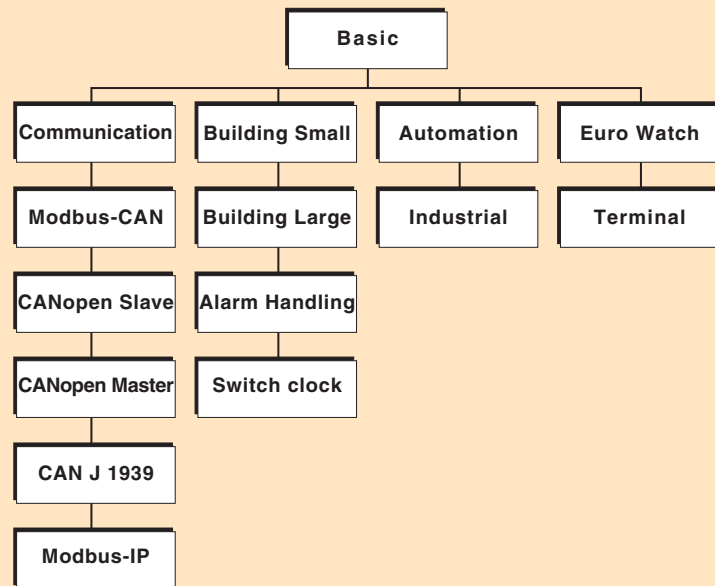 Basic
Communication
Building Small
Automation
Euro Watch
Modbus-CAN
Building Large
Industrial
Terminal
CANopen Slave
Alarm Handling
CANopen Master
Switch clock
CAN J 1939
Modbus-IP